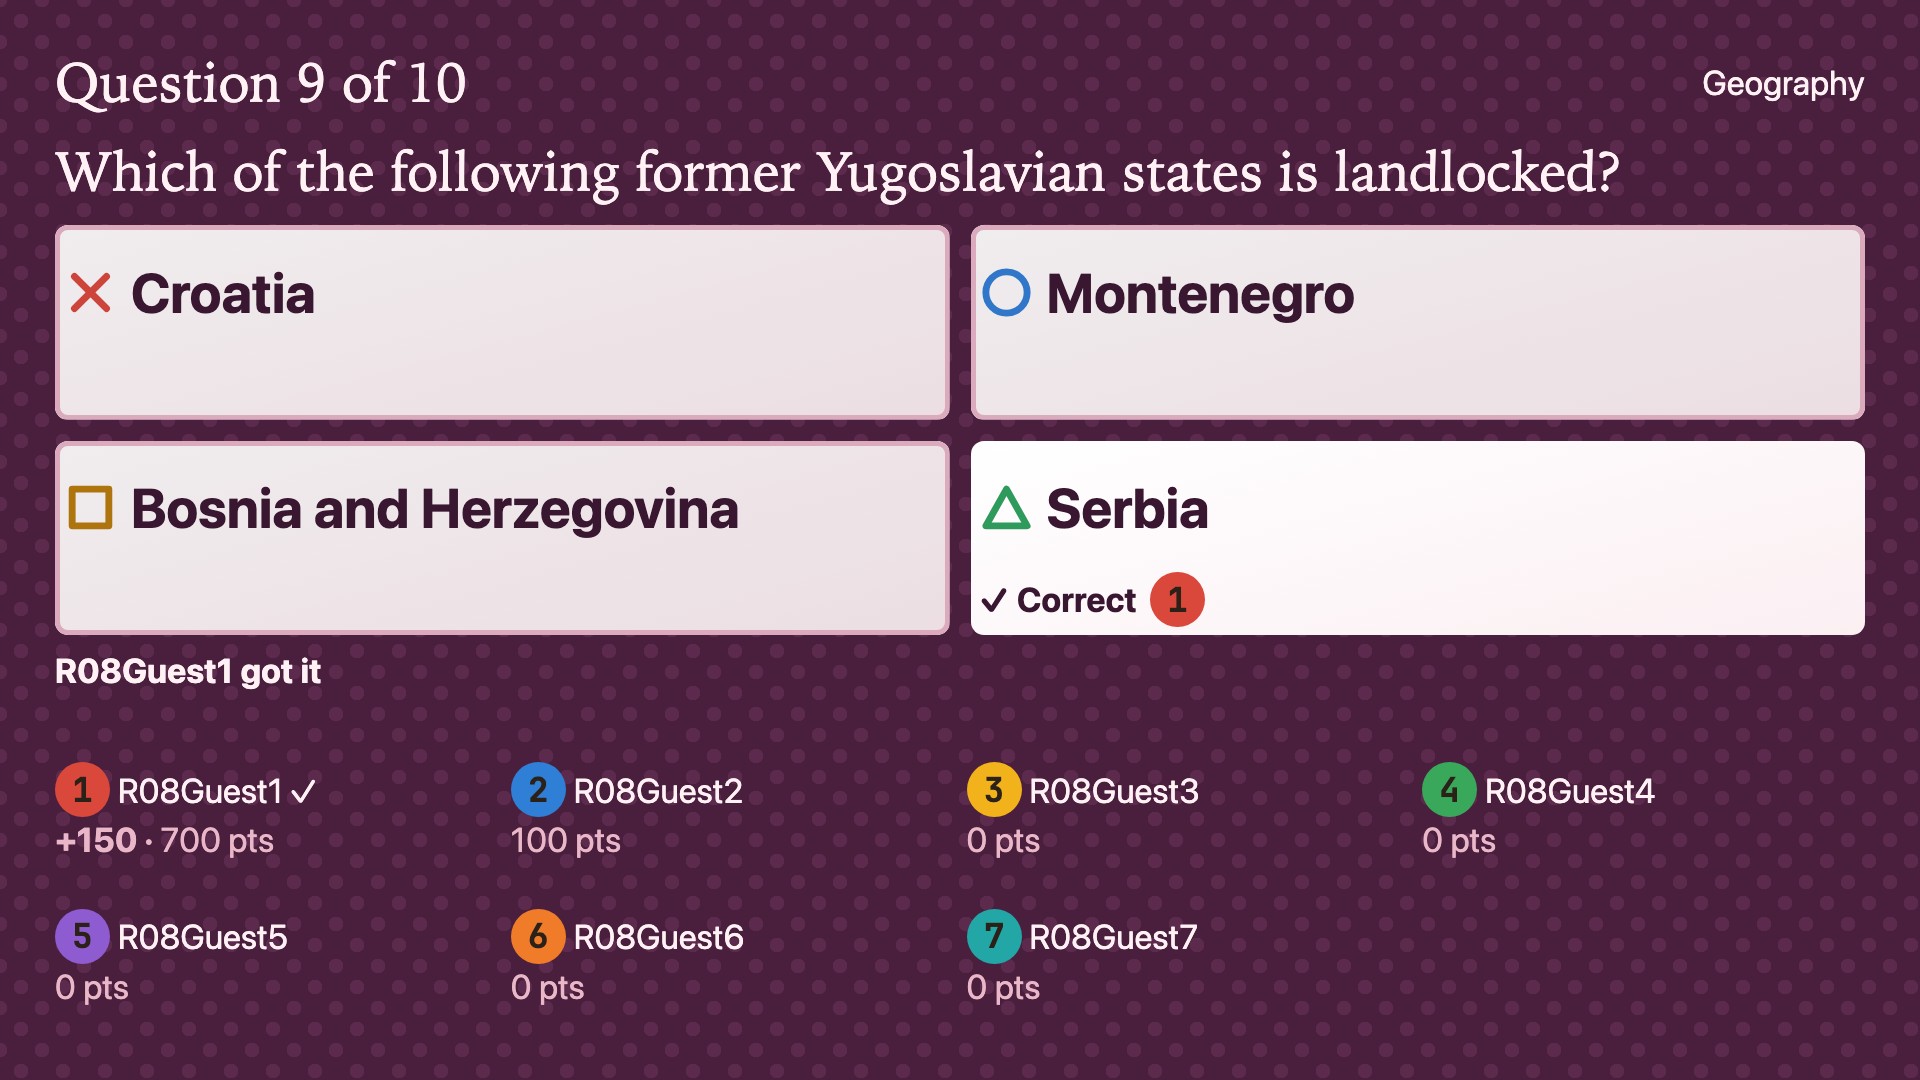 Question 9 of 10
Geography
Which of the following former Yugoslavian states is landlocked?
Croatia
Montenegro
Bosnia and Herzegovina
Serbia
✓ Correct 1
R08Guest1 got it
1 R08Guest1 ✓
+150 · 700 pts
2 R08Guest2
100 pts
3 R08Guest3
0 pts
4 R08Guest4
0 pts
5 R08Guest5
0 pts
6 R08Guest6
0 pts
7 R08Guest7
0 pts